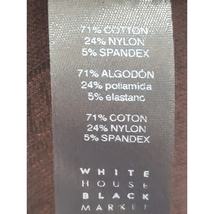 71% COTTON
24% NYLON
5% SPANDEX
71% ALGODÓN
24% poliamida
5% elastano
71% COTON
24% NYLON
5% SPANDEX
WHITE
HOUSE
BLACK
MARKET